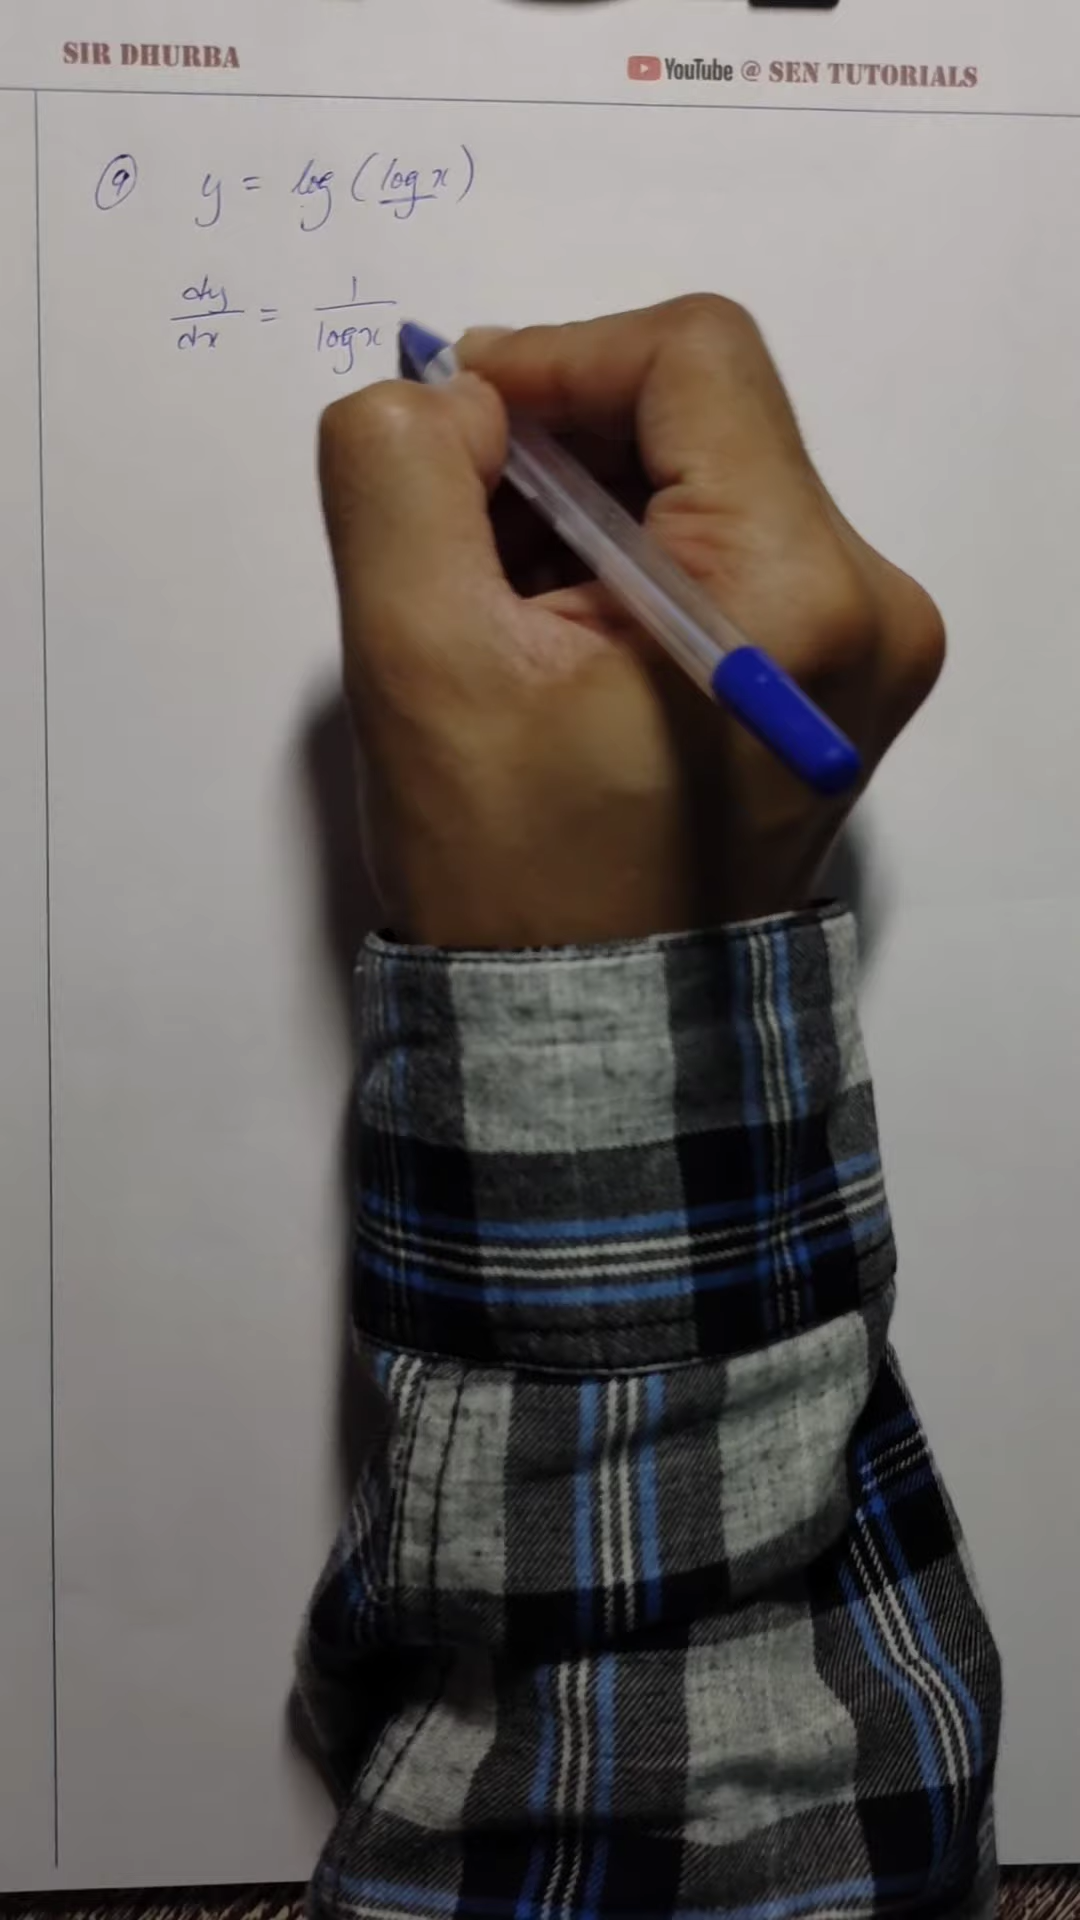 SIR DHURBA
YouTube @ SEN TUTORIALS
⑨ y = log (log x)
dy/dx = 1/log x